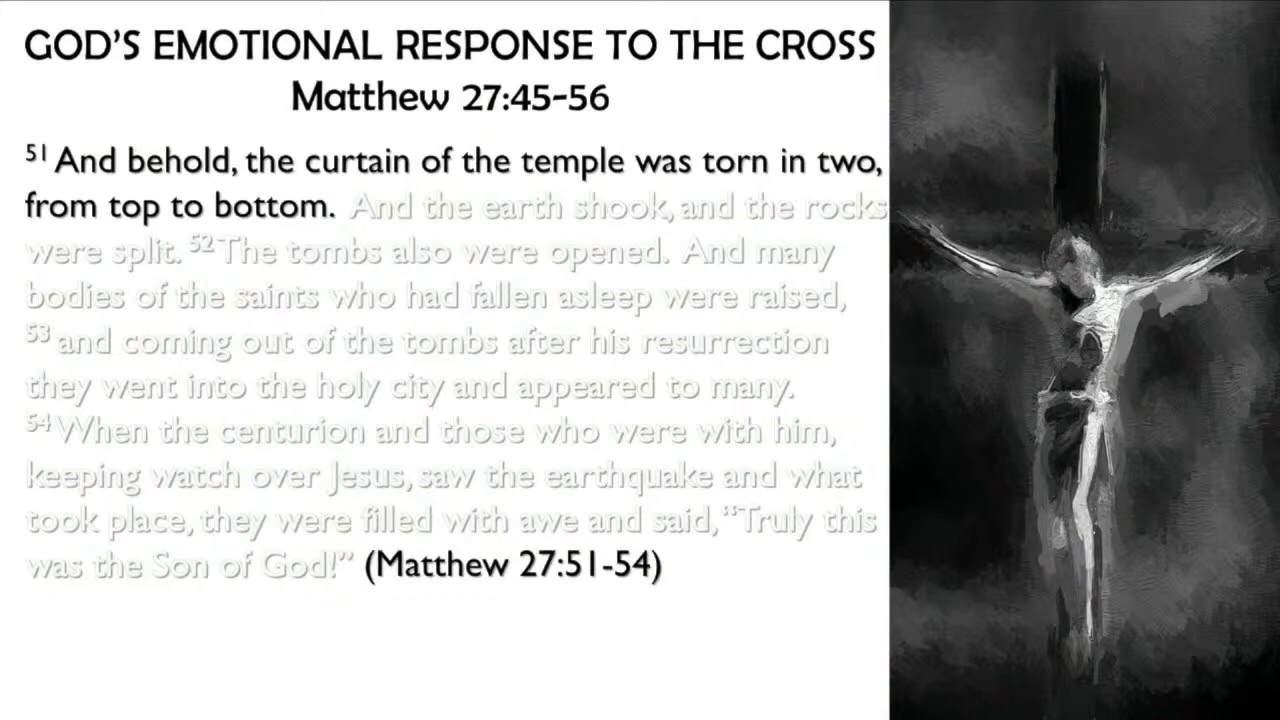 GOD'S EMOTIONAL RESPONSE TO THE CROSS
Matthew 27:45-56
51 And behold, the curtain of the temple was torn in two,
from top to bottom. And the earth shook, and the rocks
were split. 52 The tombs also were opened. And many
bodies of the saints who had fallen asleep were raised,
53 and coming out of the tombs after his resurrection
they went into the holy city and appeared to many.
54 When the centurion and those who were with him,
keeping watch over Jesus, saw the earthquake and what
took place, they were filled with awe and said, "Truly this
was the Son of God!" (Matthew 27:51-54)